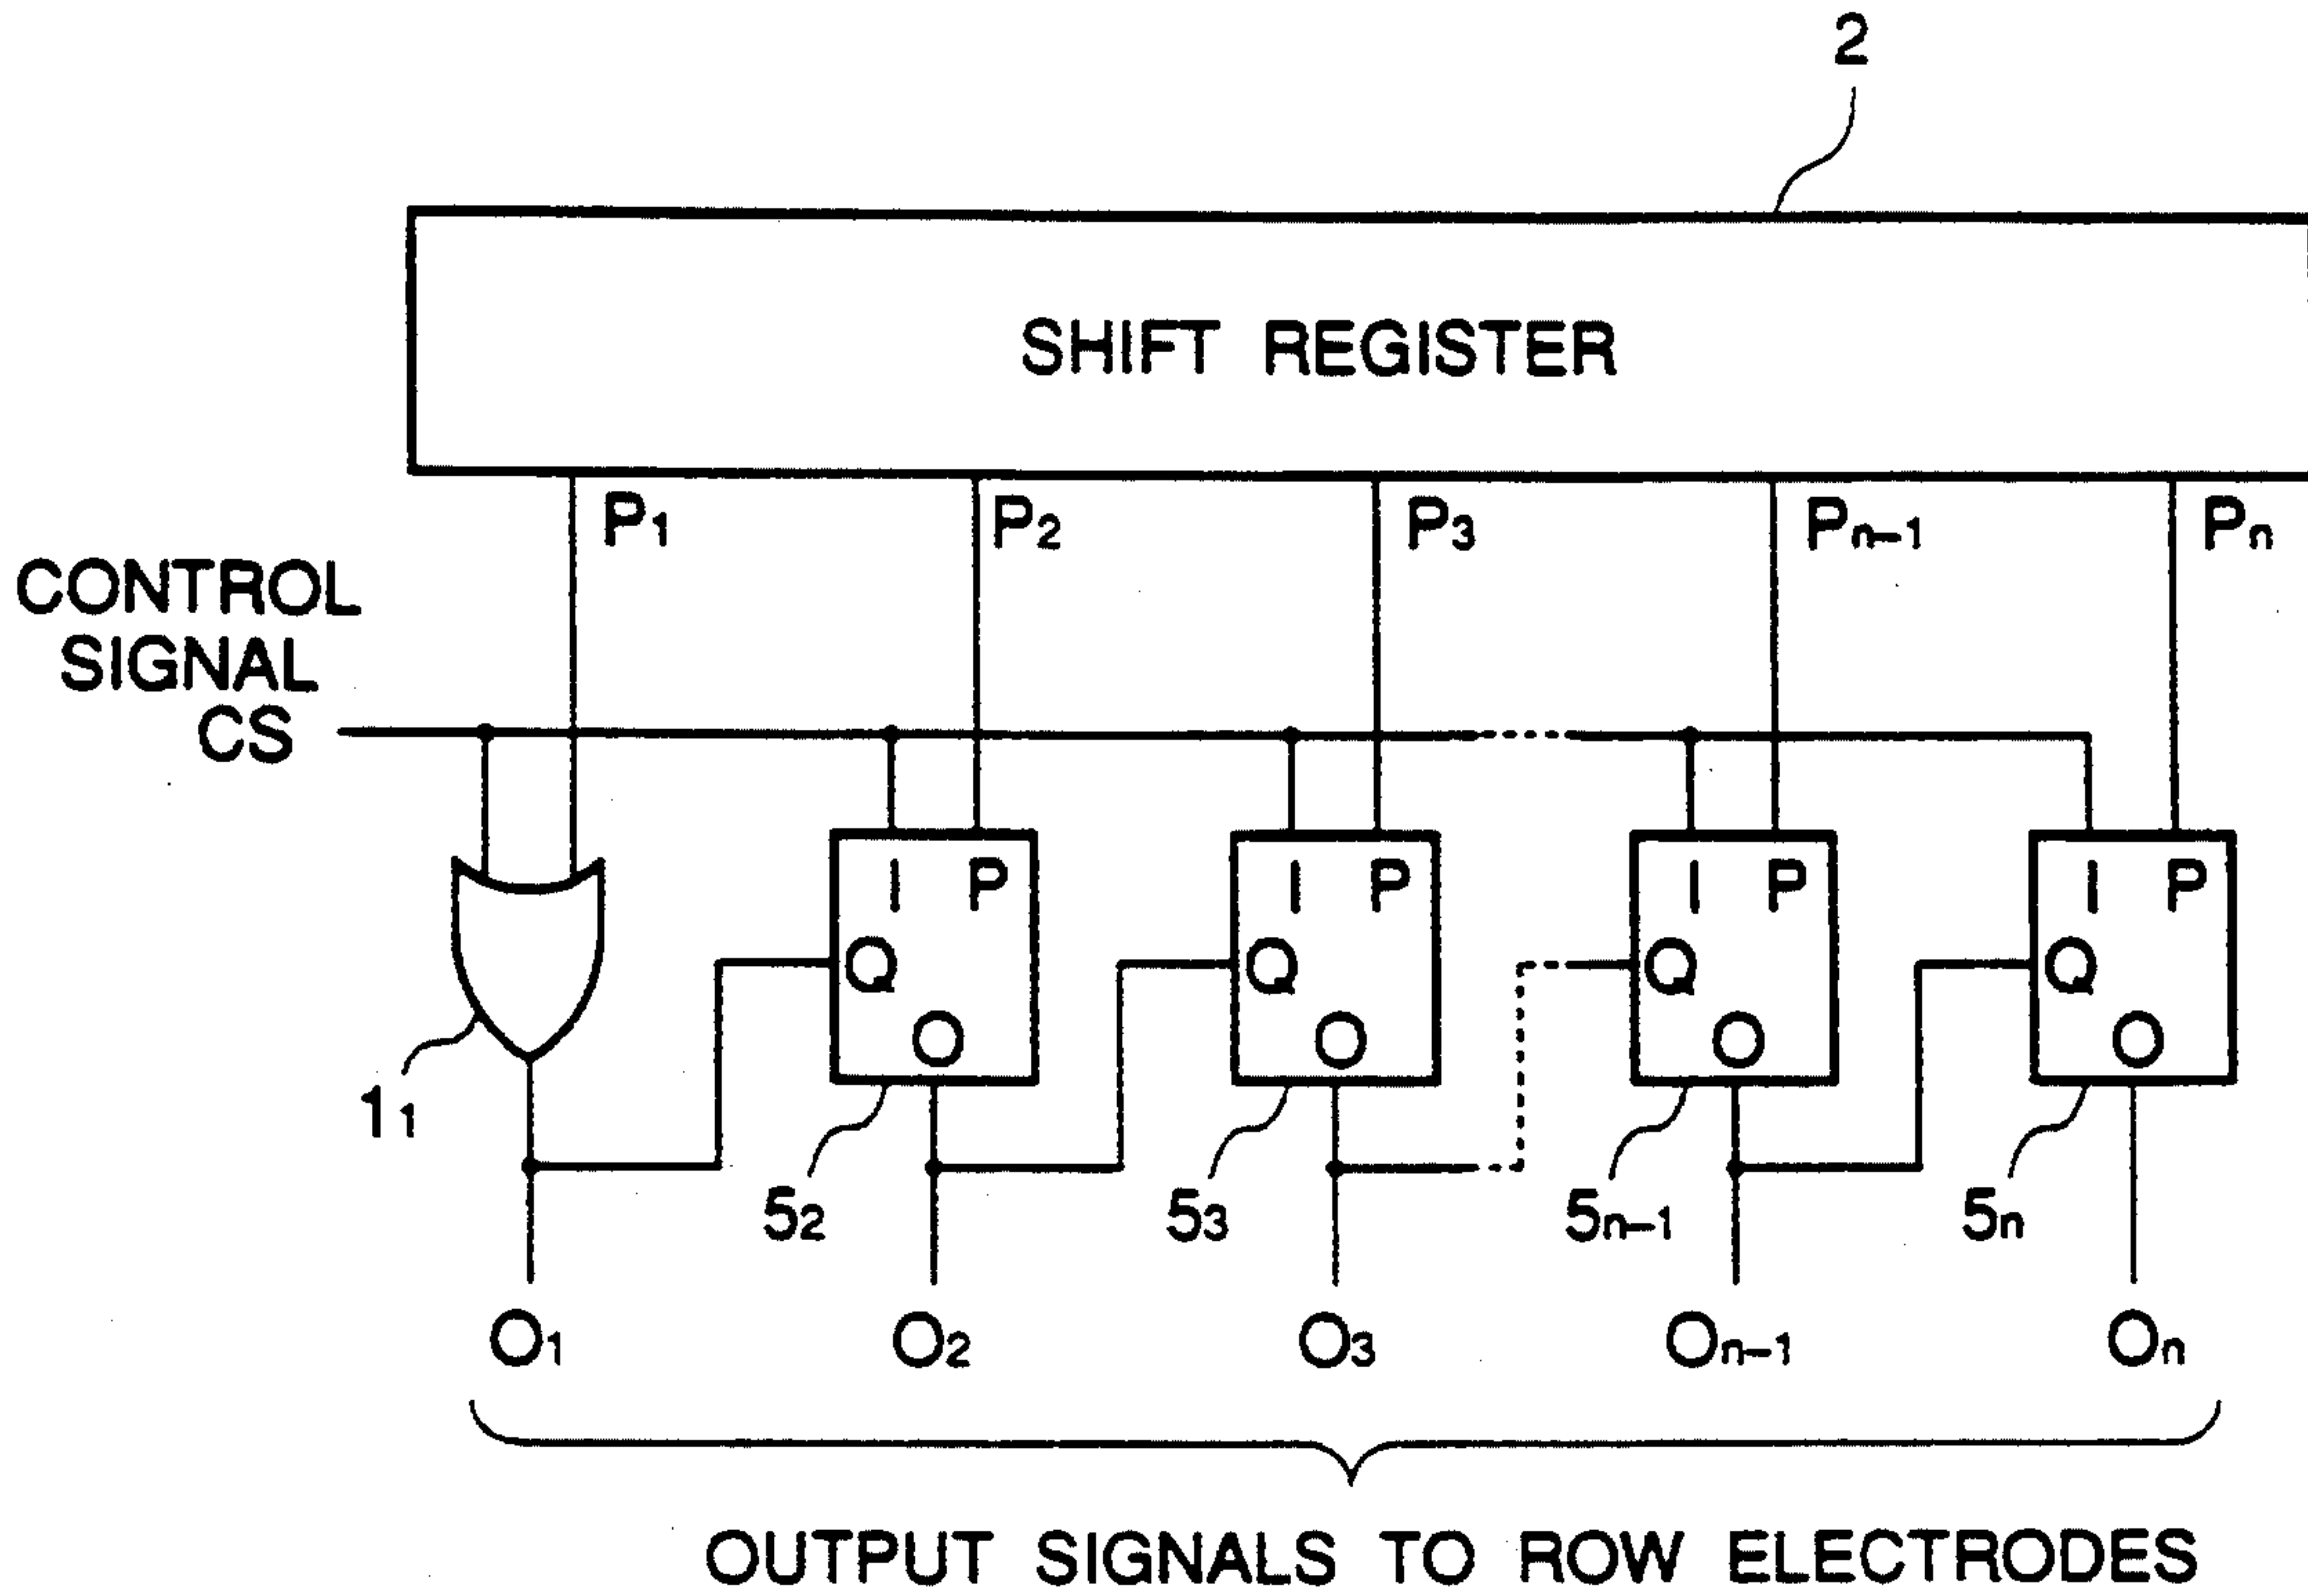 2
SHIFT REGISTER
P1 P2 P3 Pn-1 Pn
CONTROL
SIGNAL
CS
I P I P I P I P
Q Q Q Q
O O O O
11
52 53 5n-1 5n
O1 O2 O3 On-1 On
OUTPUT SIGNALS TO ROW ELECTRODES